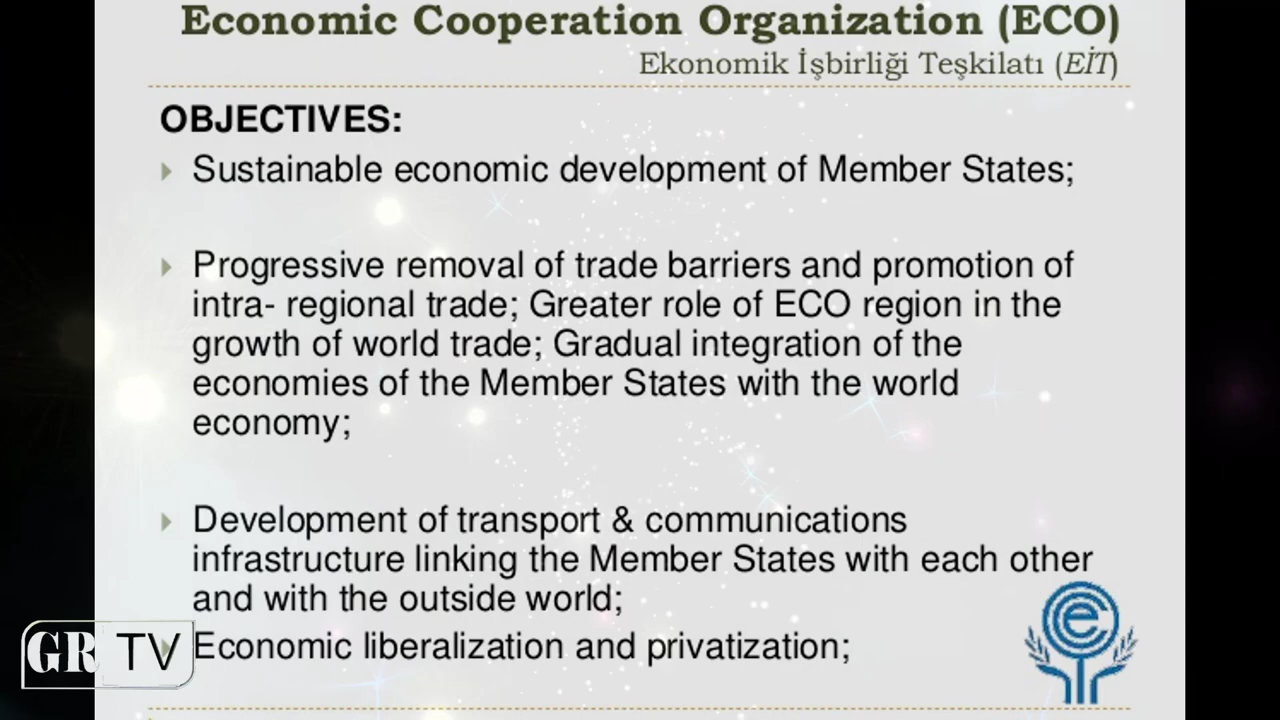 Economic Cooperation Organization (ECO)
Ekonomik İşbirliği Teşkilatı (EİT)
OBJECTIVES:
Sustainable economic development of Member States;
Progressive removal of trade barriers and promotion of
intra- regional trade; Greater role of ECO region in the
growth of world trade; Gradual integration of the
economies of the Member States with the world
economy;
Development of transport & communications
infrastructure linking the Member States with each other
and with the outside world;
Economic liberalization and privatization;
GR TV